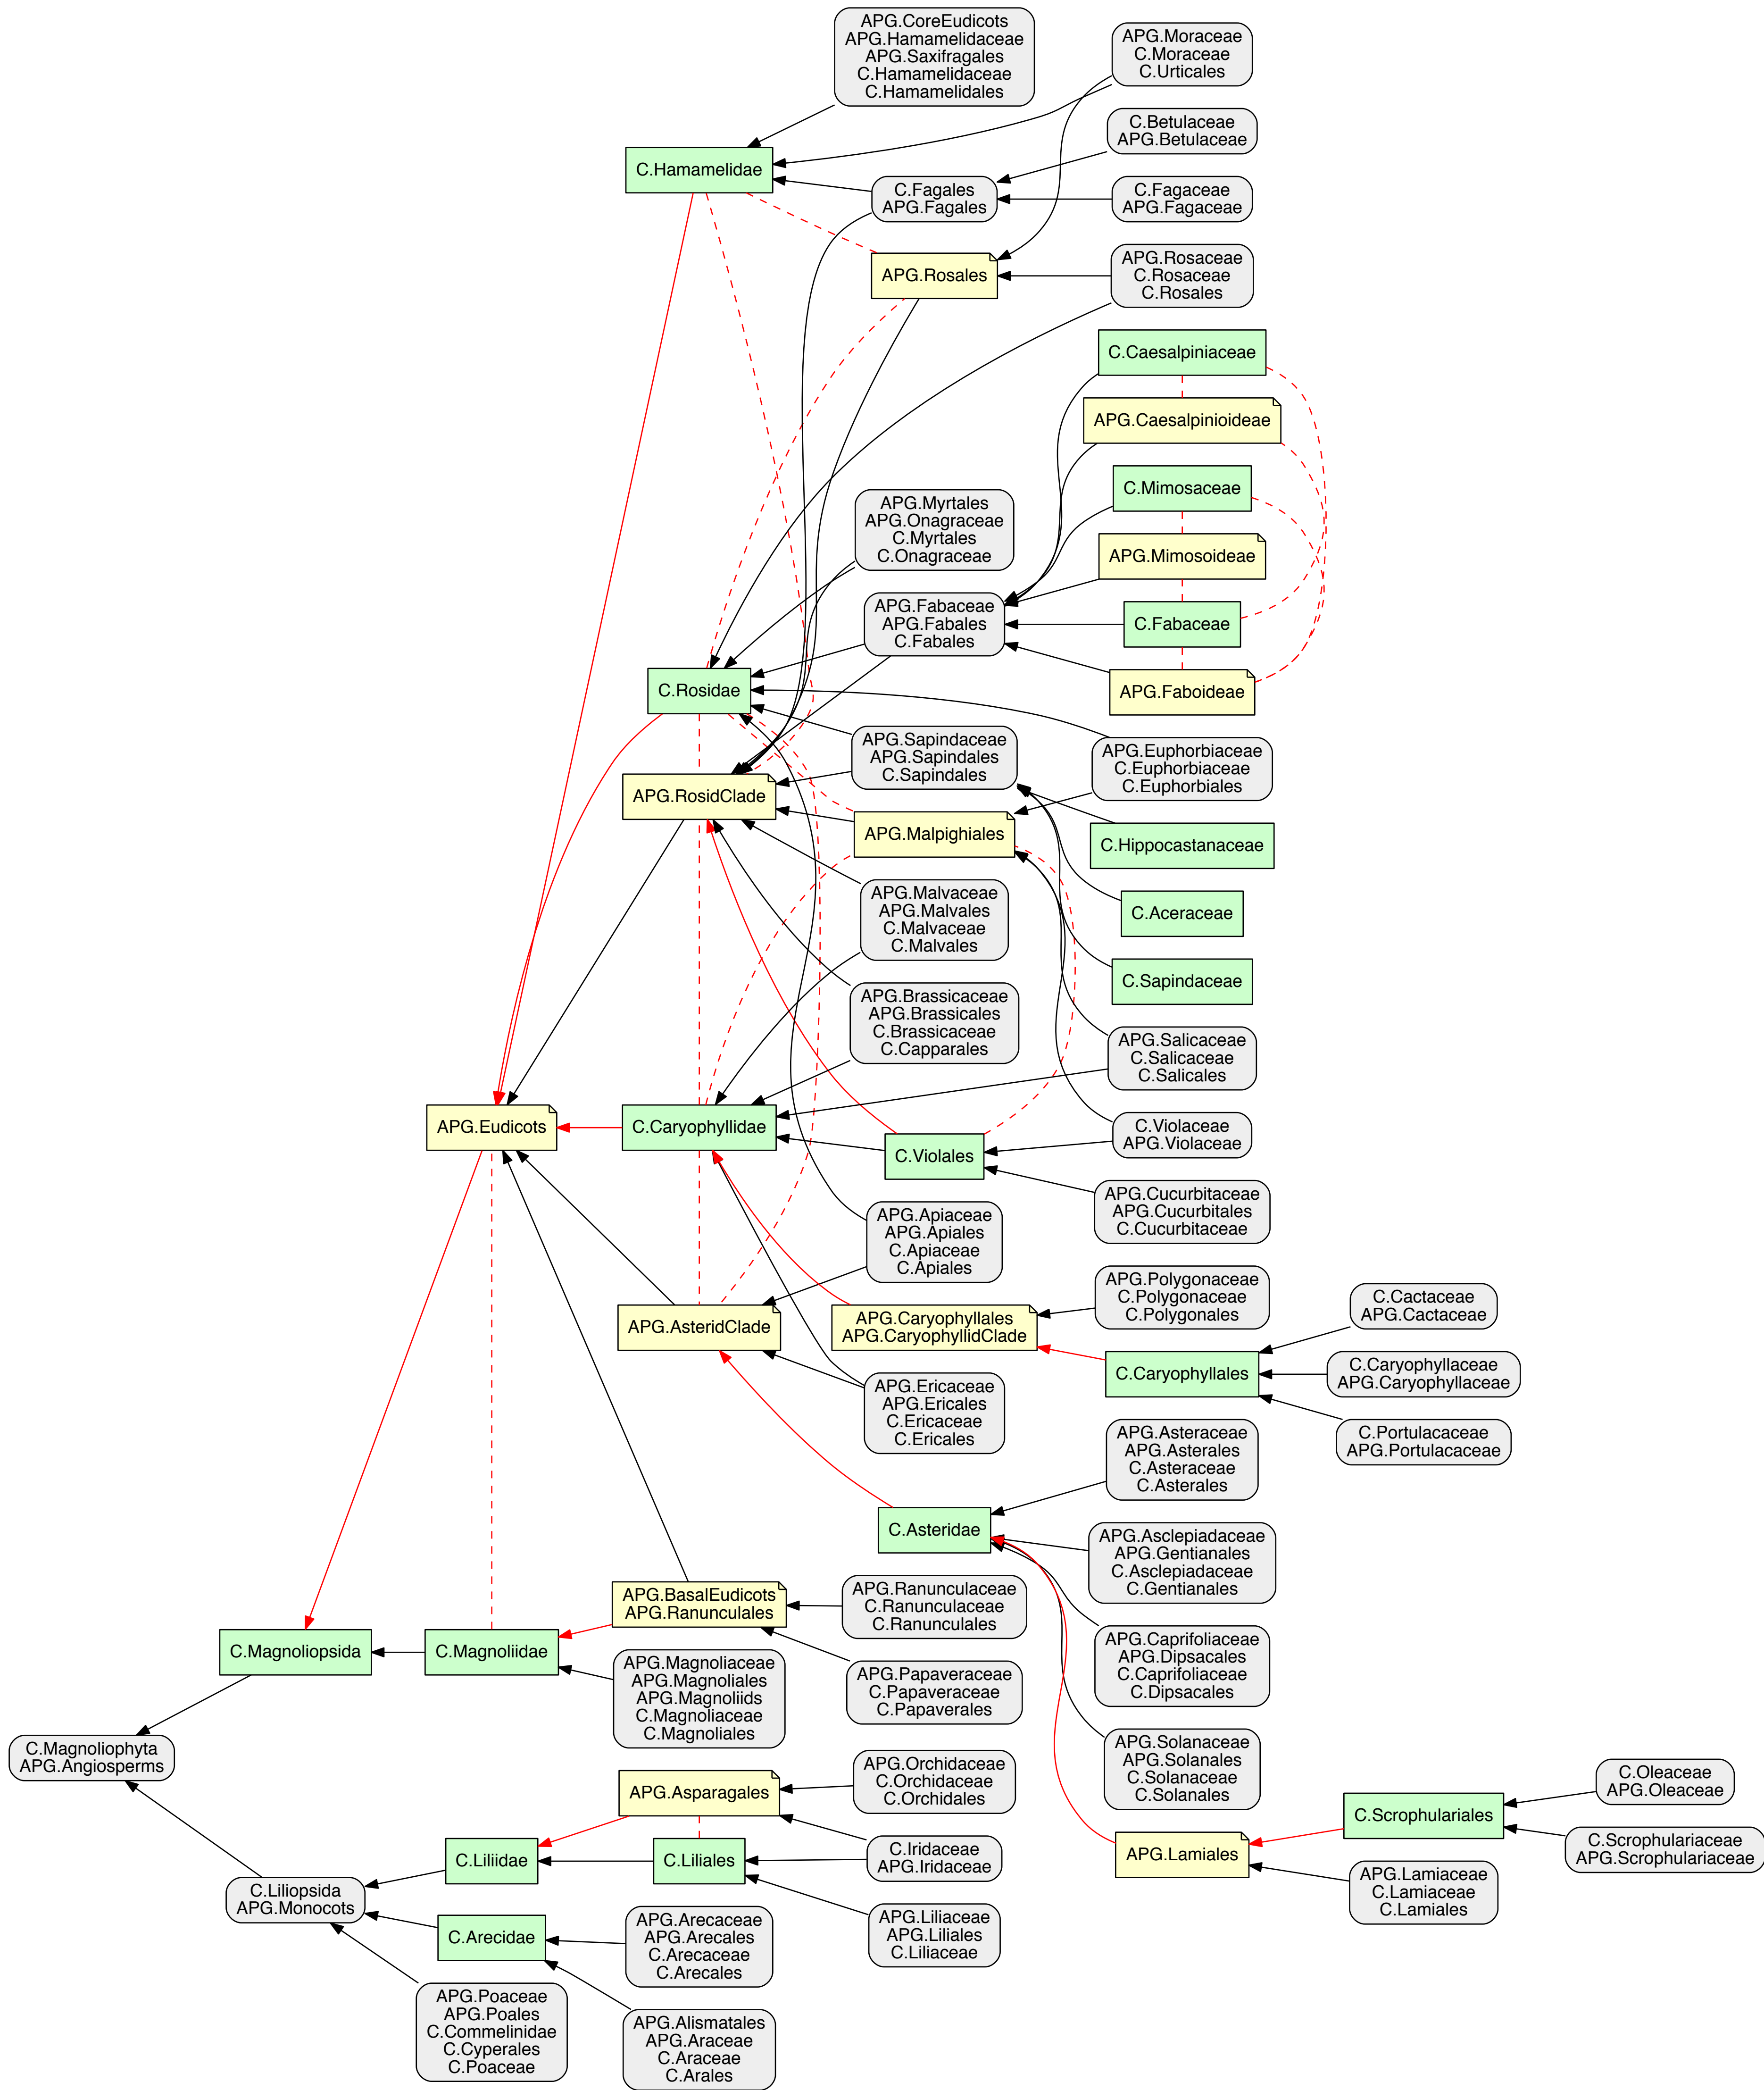 APG.CoreEudicots
APG.Hamamelidaceae
APG.Saxifragales
C.Hamamelidaceae
C.Hamamelidales
APG.Moraceae
C.Moraceae
C.Urticales
C.Betulaceae
APG.Betulaceae
C.Hamamelidae
C.Fagales
APG.Fagales
C.Fagaceae
APG.Fagaceae
APG.Rosales
APG.Rosaceae
C.Rosaceae
C.Rosales
C.Caesalpiniaceae
APG.Caesalpinioideae
C.Mimosaceae
APG.Myrtales
APG.Onagraceae
C.Myrtales
C.Onagraceae
APG.Mimosoideae
APG.Fabaceae
APG.Fabales
C.Fabales
C.Fabaceae
C.Rosidae
APG.Faboideae
APG.Sapindaceae
APG.Sapindales
C.Sapindales
APG.Euphorbiaceae
C.Euphorbiaceae
C.Euphorbiales
APG.RosidClade
APG.Malpighiales
C.Hippocastanaceae
APG.Malvaceae
APG.Malvales
C.Malvaceae
C.Malvales
C.Aceraceae
C.Sapindaceae
APG.Brassicaceae
APG.Brassicales
C.Brassicaceae
C.Capparales
APG.Salicaceae
C.Salicaceae
C.Salicales
APG.Eudicots
C.Caryophyllidae
C.Violales
C.Violaceae
APG.Violaceae
APG.Cucurbitaceae
APG.Cucurbitales
C.Cucurbitaceae
APG.Apiaceae
APG.Apiales
C.Apiaceae
C.Apiales
APG.Polygonaceae
C.Polygonaceae
C.Polygonales
C.Cactaceae
APG.Cactaceae
APG.AsteridClade
APG.Caryophyllales
APG.CaryophyllidClade
C.Caryophyllales
C.Caryophyllaceae
APG.Caryophyllaceae
APG.Ericaceae
APG.Ericales
C.Ericaceae
C.Ericales
C.Portulacaceae
APG.Portulacaceae
APG.Asteraceae
APG.Asterales
C.Asteraceae
C.Asterales
C.Asteridae
APG.Asclepiadaceae
APG.Gentianales
C.Asclepiadaceae
C.Gentianales
APG.BasalEudicots
APG.Ranunculales
APG.Ranunculaceae
C.Ranunculaceae
C.Ranunculales
C.Magnoliopsida
C.Magnoliidae
APG.Magnoliaceae
APG.Magnoliales
APG.Magnoliids
C.Magnoliaceae
C.Magnoliales
APG.Papaveraceae
C.Papaveraceae
C.Papaverales
APG.Caprifoliaceae
APG.Dipsacales
C.Caprifoliaceae
C.Dipsacales
C.Magnoliophyta
APG.Angiosperms
APG.Solanaceae
APG.Solanales
C.Solanaceae
C.Solanales
APG.Asparagales
APG.Orchidaceae
C.Orchidaceae
C.Orchidales
C.Oleaceae
APG.Oleaceae
C.Scrophulariales
C.Scrophulariaceae
APG.Scrophulariaceae
APG.Lamiales
C.Liliidae
C.Liliales
C.Iridaceae
APG.Iridaceae
APG.Lamiaceae
C.Lamiaceae
C.Lamiales
C.Liliopsida
APG.Monocots
C.Arecidae
APG.Arecaceae
APG.Arecales
C.Arecaceae
C.Arecales
APG.Liliaceae
APG.Liliales
C.Liliaceae
APG.Poaceae
APG.Poales
C.Commelinidae
C.Cyperales
C.Poaceae
APG.Alismatales
APG.Araceae
C.Araceae
C.Arales